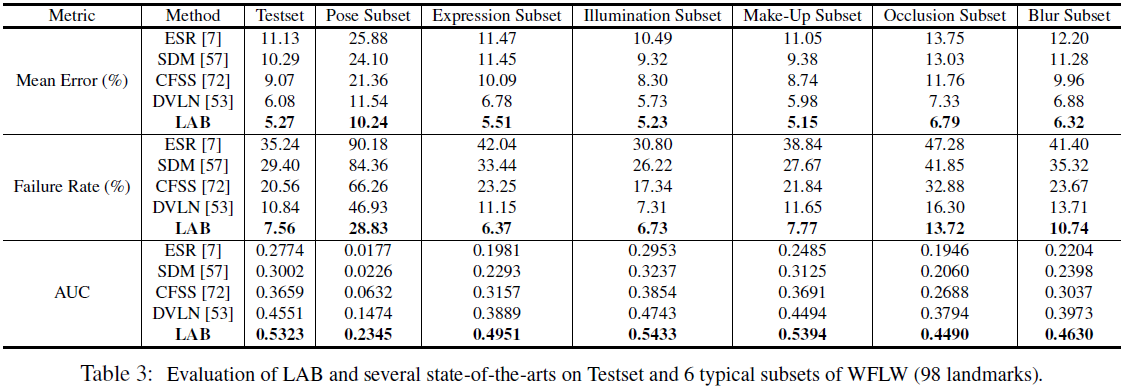 Metric Method Testset Pose Subset Expression Subset Illumination Subset Make-Up Subset Occlusion Subset Blur Subset
ESR [7] 11.13 25.88 11.47 10.49 11.05 13.75 12.20
SDM [57] 10.29 24.10 11.45 9.32 9.38 13.03 11.28
Mean Error (%) CFSS [72] 9.07 21.36 10.09 8.30 8.74 11.76 9.96
DVLN [53] 6.08 11.54 6.78 5.73 5.98 7.33 6.88
LAB 5.27 10.24 5.51 5.23 5.15 6.79 6.32
ESR [7] 35.24 90.18 42.04 30.80 38.84 47.28 41.40
SDM [57] 29.40 84.36 33.44 26.22 27.67 41.85 35.32
Failure Rate (%) CFSS [72] 20.56 66.26 23.25 17.34 21.84 32.88 23.67
DVLN [53] 10.84 46.93 11.15 7.31 11.65 16.30 13.71
LAB 7.56 28.83 6.37 6.73 7.77 13.72 10.74
ESR [7] 0.2774 0.0177 0.1981 0.2953 0.2485 0.1946 0.2204
SDM [57] 0.3002 0.0226 0.2293 0.3237 0.3125 0.2060 0.2398
AUC CFSS [72] 0.3659 0.0632 0.3157 0.3854 0.3691 0.2688 0.3037
DVLN [53] 0.4551 0.1474 0.3889 0.4743 0.4494 0.3794 0.3973
LAB 0.5323 0.2345 0.4951 0.5433 0.5394 0.4490 0.4630
Table 3: Evaluation of LAB and several state-of-the-arts on Testset and 6 typical subsets of WFLW (98 landmarks).